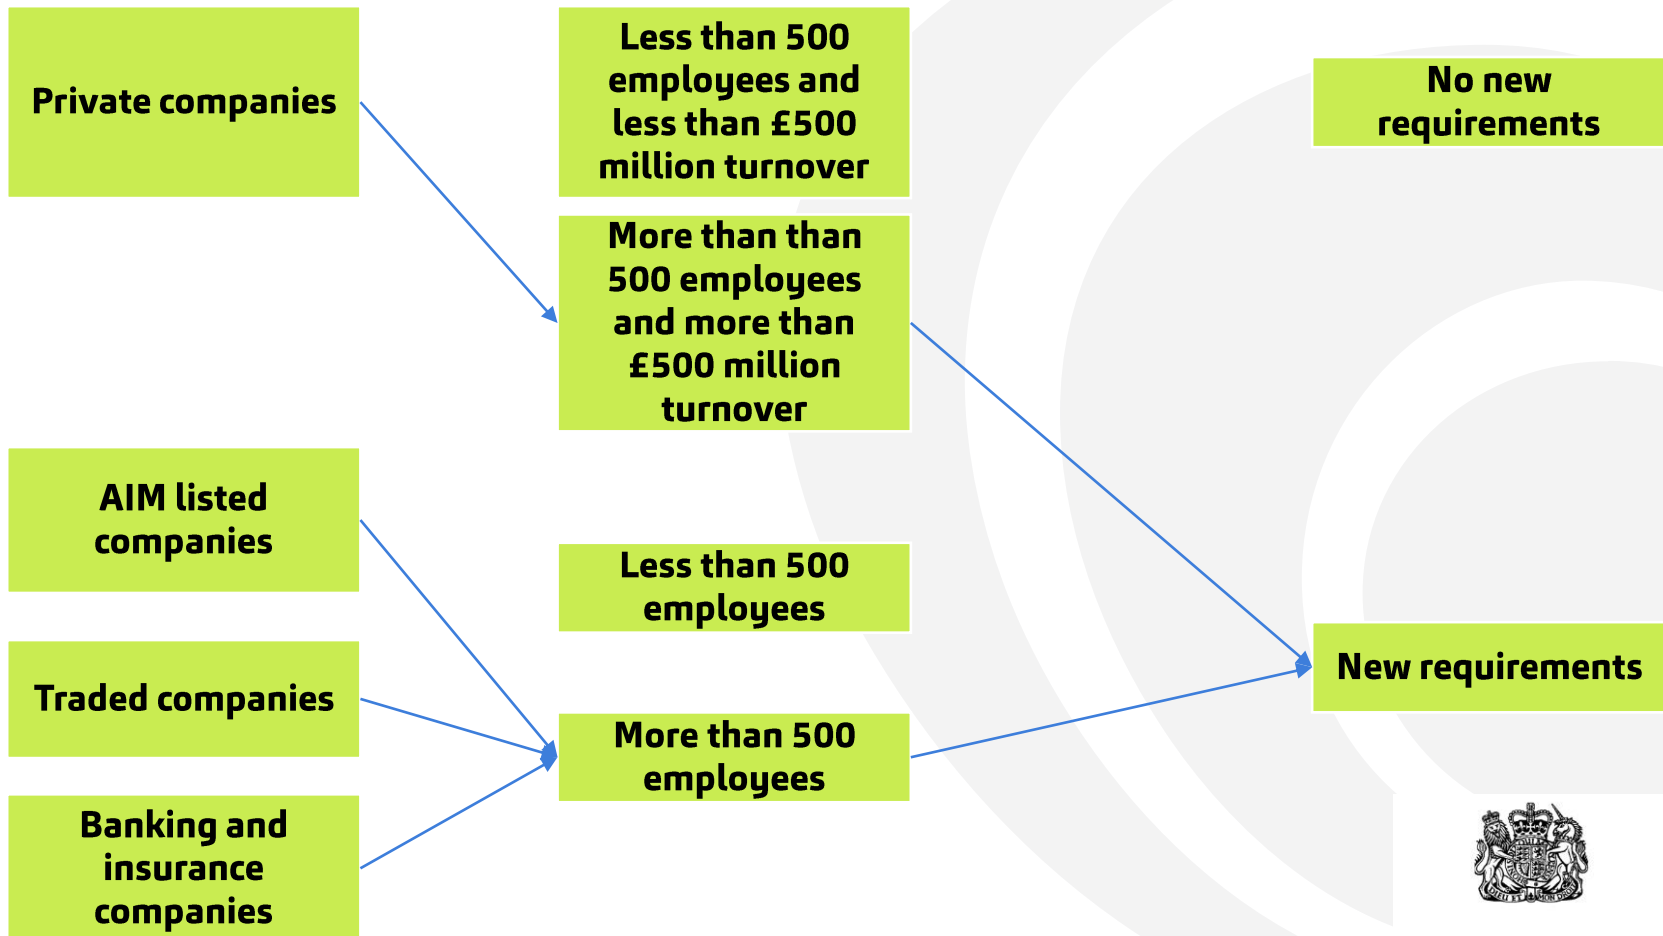 Private companies
Less than 500
employees and
less than £500
million turnover
No new
requirements
More than than
500 employees
and more than
£500 million
turnover
AIM listed
companies
Less than 500
employees
Traded companies
New requirements
More than 500
employees
Banking and
insurance
companies